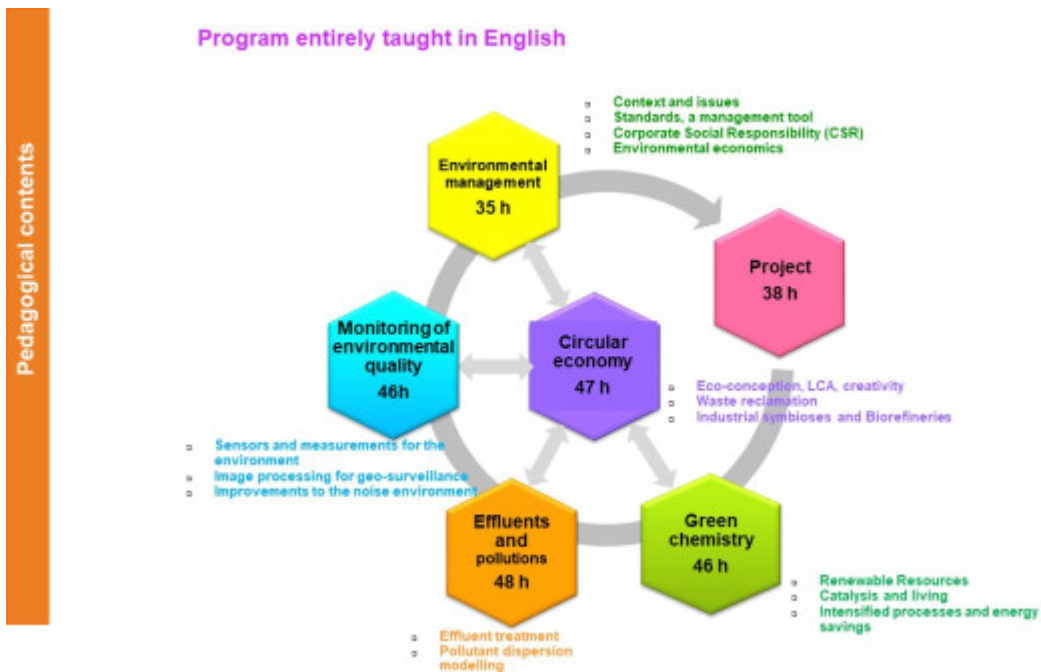 Pedagogical contents
Program entirely taught in English
Context and issues
Standards, a management tool
Corporate Social Responsibility (CSR)
Environmental economics
Environmental
management
35 h
Project
38 h
Monitoring of
environmental
quality
46h
Circular
economy
47 h
Eco-conception, LCA, creativity
Waste reclamation
Industrial symbioses and Biorefineries
Sensors and measurements for the
environment
Image processing for geo-surveillance
Improvements to the noise environment
Effluents
and
pollutions
48 h
Green
chemistry
46 h
Renewable Resources
Catalysis and living
Intensified processes and energy
savings
Effluent treatment
Pollutant dispersion
modelling